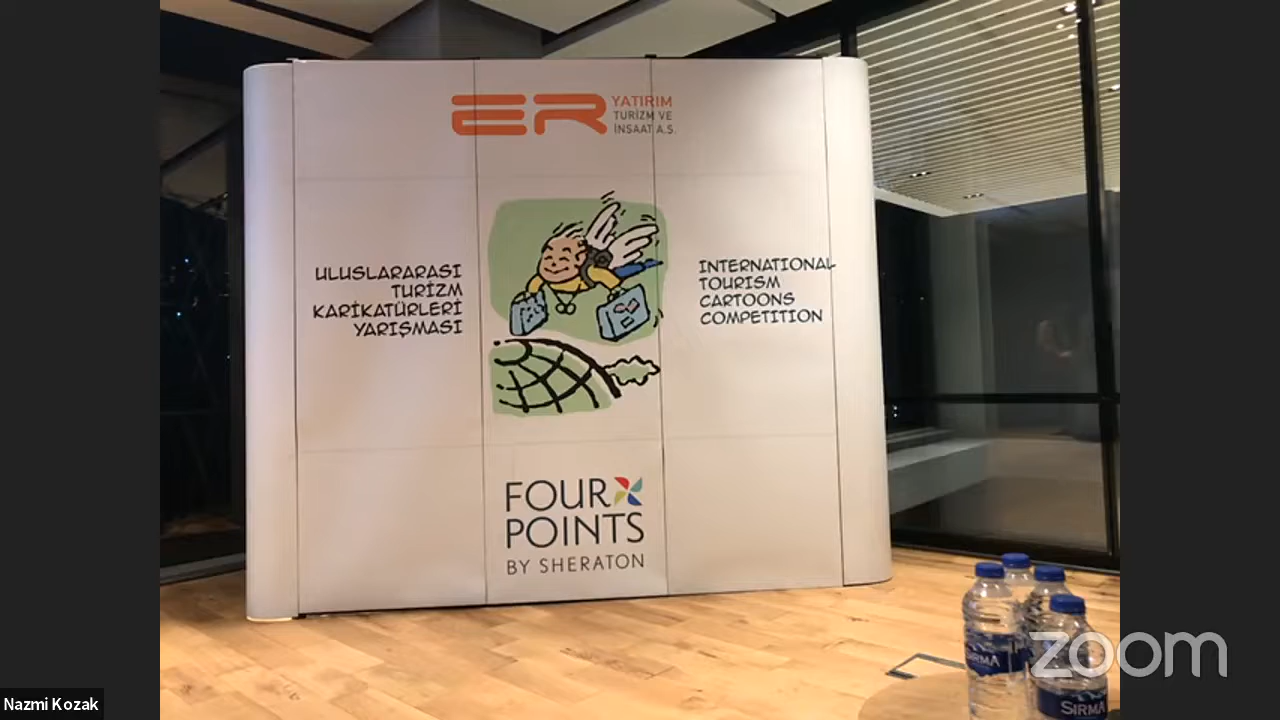 ER YATIRIM
TURİZM VE
İNŞAAT A.Ş.
ULUSLARARASI
TURİZM
KARİKATÜRLERİ
YARIŞMASI
INTERNATIONAL
TOURISM
CARTOONS
COMPETITION
FOUR
POINTS
BY SHERATON
SIRMA
SIRMA
zoom
Nazmi Kozak